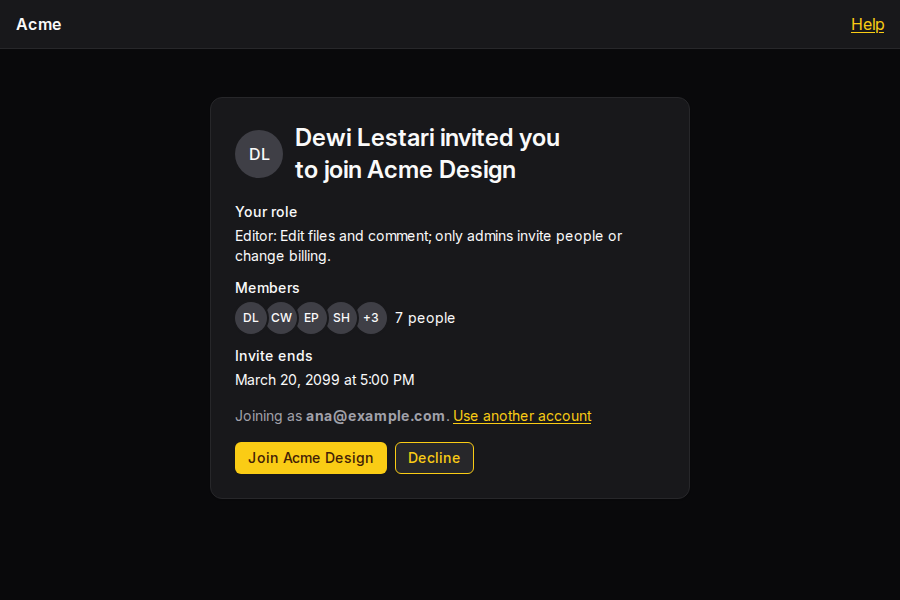 Acme
Help
DL
Dewi Lestari invited you
to join Acme Design
Your role
Editor: Edit files and comment; only admins invite people or
change billing.
Members
DL CW EP SH +3 7 people
Invite ends
March 20, 2099 at 5:00 PM
Joining as ana@example.com. Use another account
Join Acme Design Decline